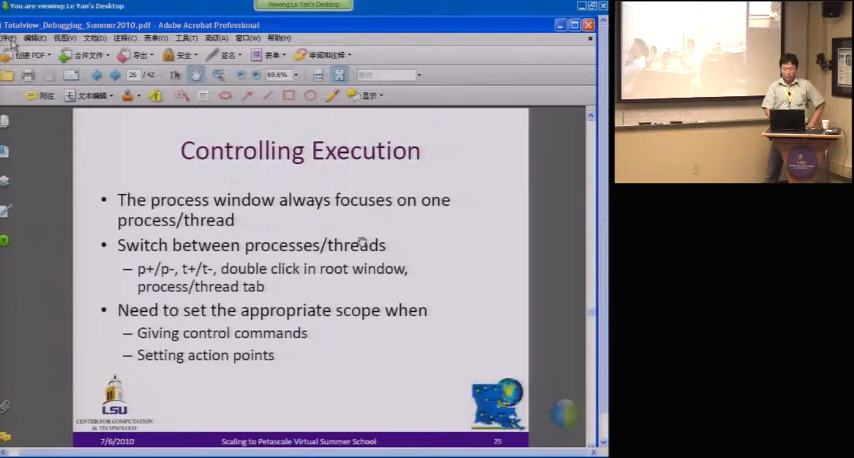 You are viewing: Le Yan's Desktop
Viewing Le Yan's Desktop
Totalview_Debugging_Summer2010.pdf - Adobe Acrobat Professional
编辑(E) 视图(V) 文档(D) 注释(C) 表单(O) 工具(T) 高级(A) 窗口(W) 帮助(H)
创建 PDF 合并文件 导出 安全 签名 表单 审阅和注释
26 / 42 69.6% 查找
附注 文本编辑 显示
Controlling Execution
• The process window always focuses on one
process/thread
• Switch between processes/threads
– p+/p-, t+/t-, double click in root window,
process/thread tab
• Need to set the appropriate scope when
– Giving control commands
– Setting action points
LSU
CENTER FOR COMPUTATION
& TECHNOLOGY
7/6/2010 Scaling to Petascale Virtual Summer School 25
LSU